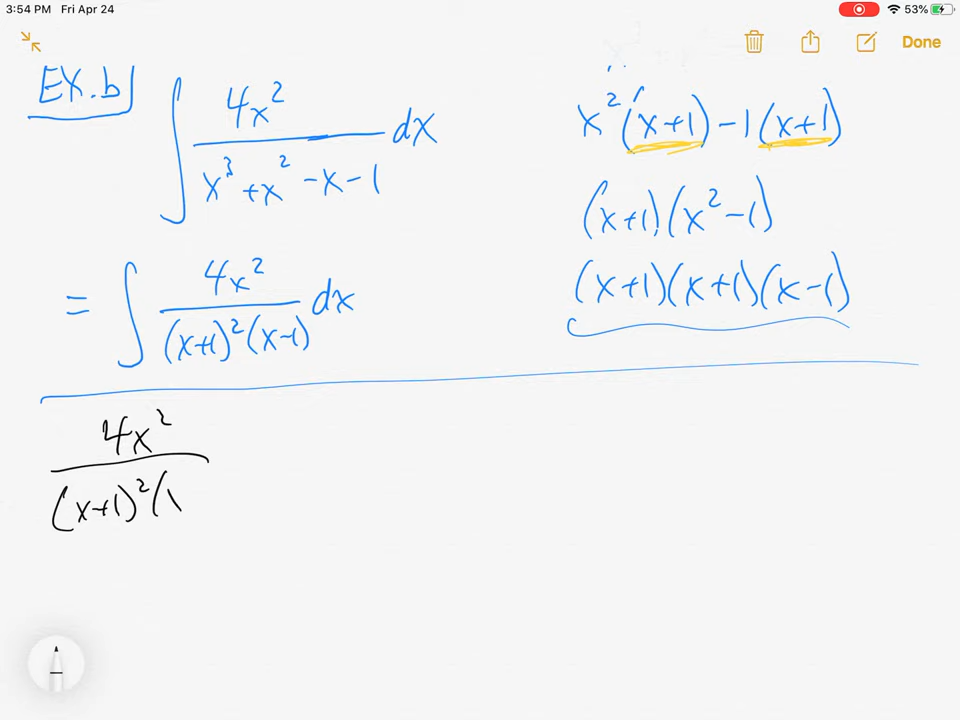 3:54 PM Fri Apr 24
53%
Done
EX.b
∫ 4x² / (x³ + x² - x - 1) dx
= ∫ 4x² / ((x+1)²(x-1)) dx
x²(x+1) - 1(x+1)
(x+1)(x² - 1)
(x+1)(x+1)(x-1)
4x²
(x+1)²(